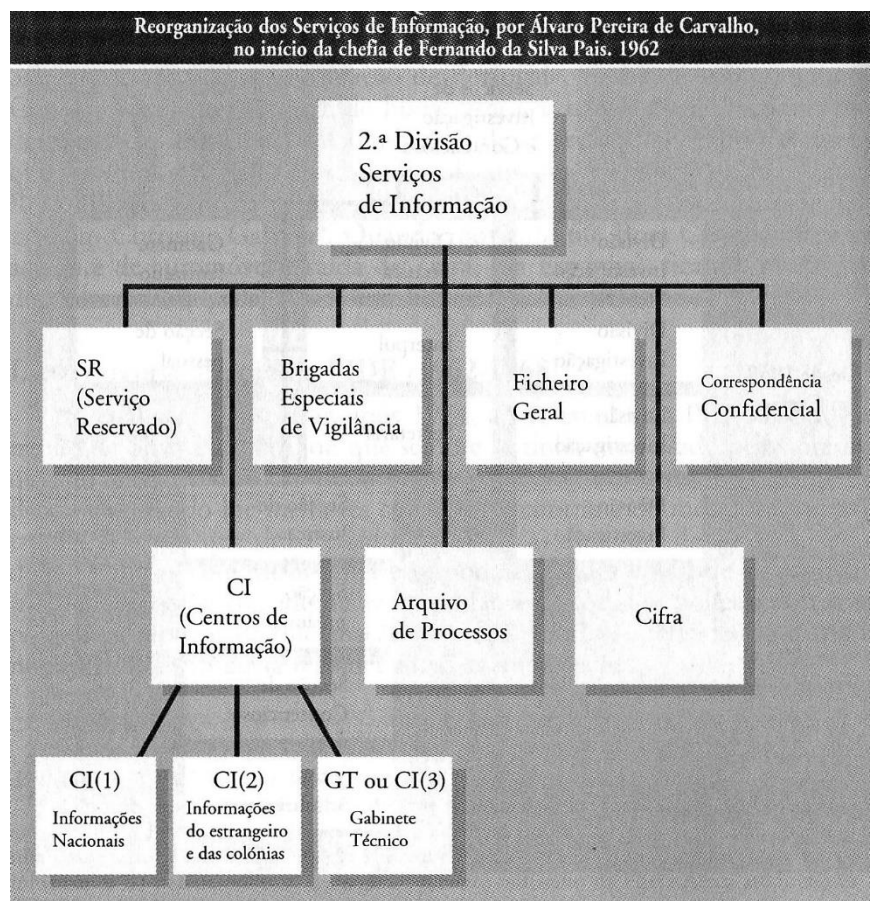 Reorganização dos Serviços de Informação, por Álvaro Pereira de Carvalho,
no início da chefia de Fernando da Silva Pais. 1962
2.ª Divisão
Serviços
de Informação
SR
(Serviço
Reservado)
Brigadas
Especiais
de Vigilância
Ficheiro
Geral
Correspondência
Confidencial
CI
(Centros de
Informação)
Arquivo
de Processos
Cifra
CI(1)
Informações
Nacionais
CI(2)
Informações
do estrangeiro
e das colónias
GT ou CI(3)
Gabinete
Técnico